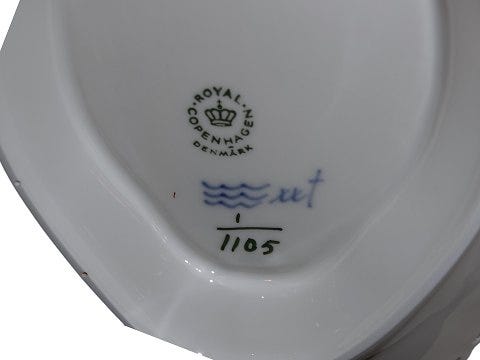 ROYAL
COPENHAGEN
DENMARK
1
1105